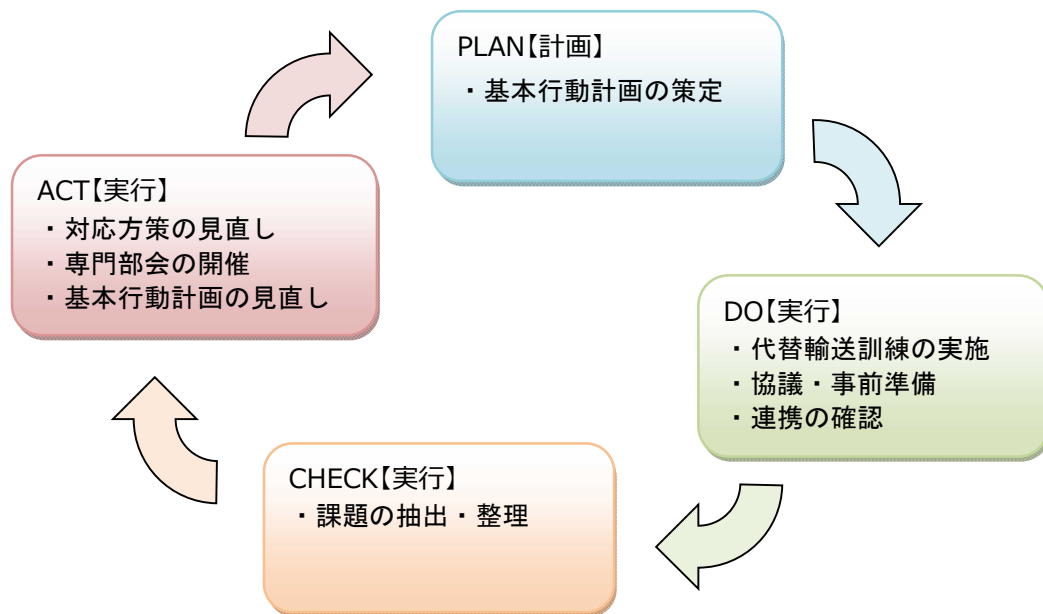 PLAN【計画】
・基本行動計画の策定
DO【実行】
・代替輸送訓練の実施
・協議・事前準備
・連携の確認
CHECK【実行】
・課題の抽出・整理
ACT【実行】
・対応方策の見直し
・専門部会の開催
・基本行動計画の見直し